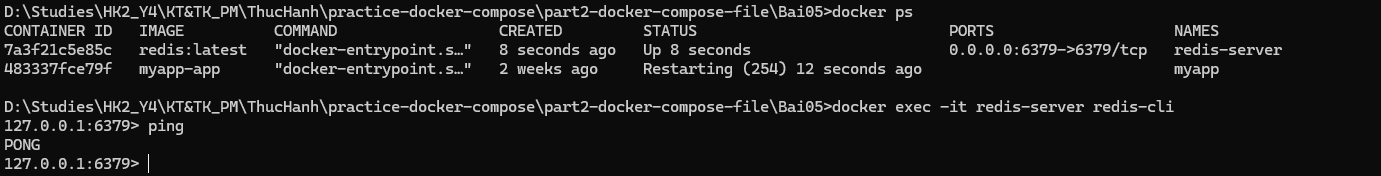 D:\Studies\HK2_Y4\KT&TK_PM\ThucHanh\practice-docker-compose\part2-docker-compose-file\Bai05>docker ps
CONTAINER ID   IMAGE          COMMAND                  CREATED         STATUS                          PORTS                    NAMES
7a3f21c5e85c   redis:latest   "docker-entrypoint.s…"   8 seconds ago   Up 8 seconds                    0.0.0.0:6379->6379/tcp   redis-server
483337fce79f   myapp-app      "docker-entrypoint.s…"   2 weeks ago     Restarting (254) 12 seconds ago                            myapp
D:\Studies\HK2_Y4\KT&TK_PM\ThucHanh\practice-docker-compose\part2-docker-compose-file\Bai05>docker exec -it redis-server redis-cli
127.0.0.1:6379> ping
PONG
127.0.0.1:6379>